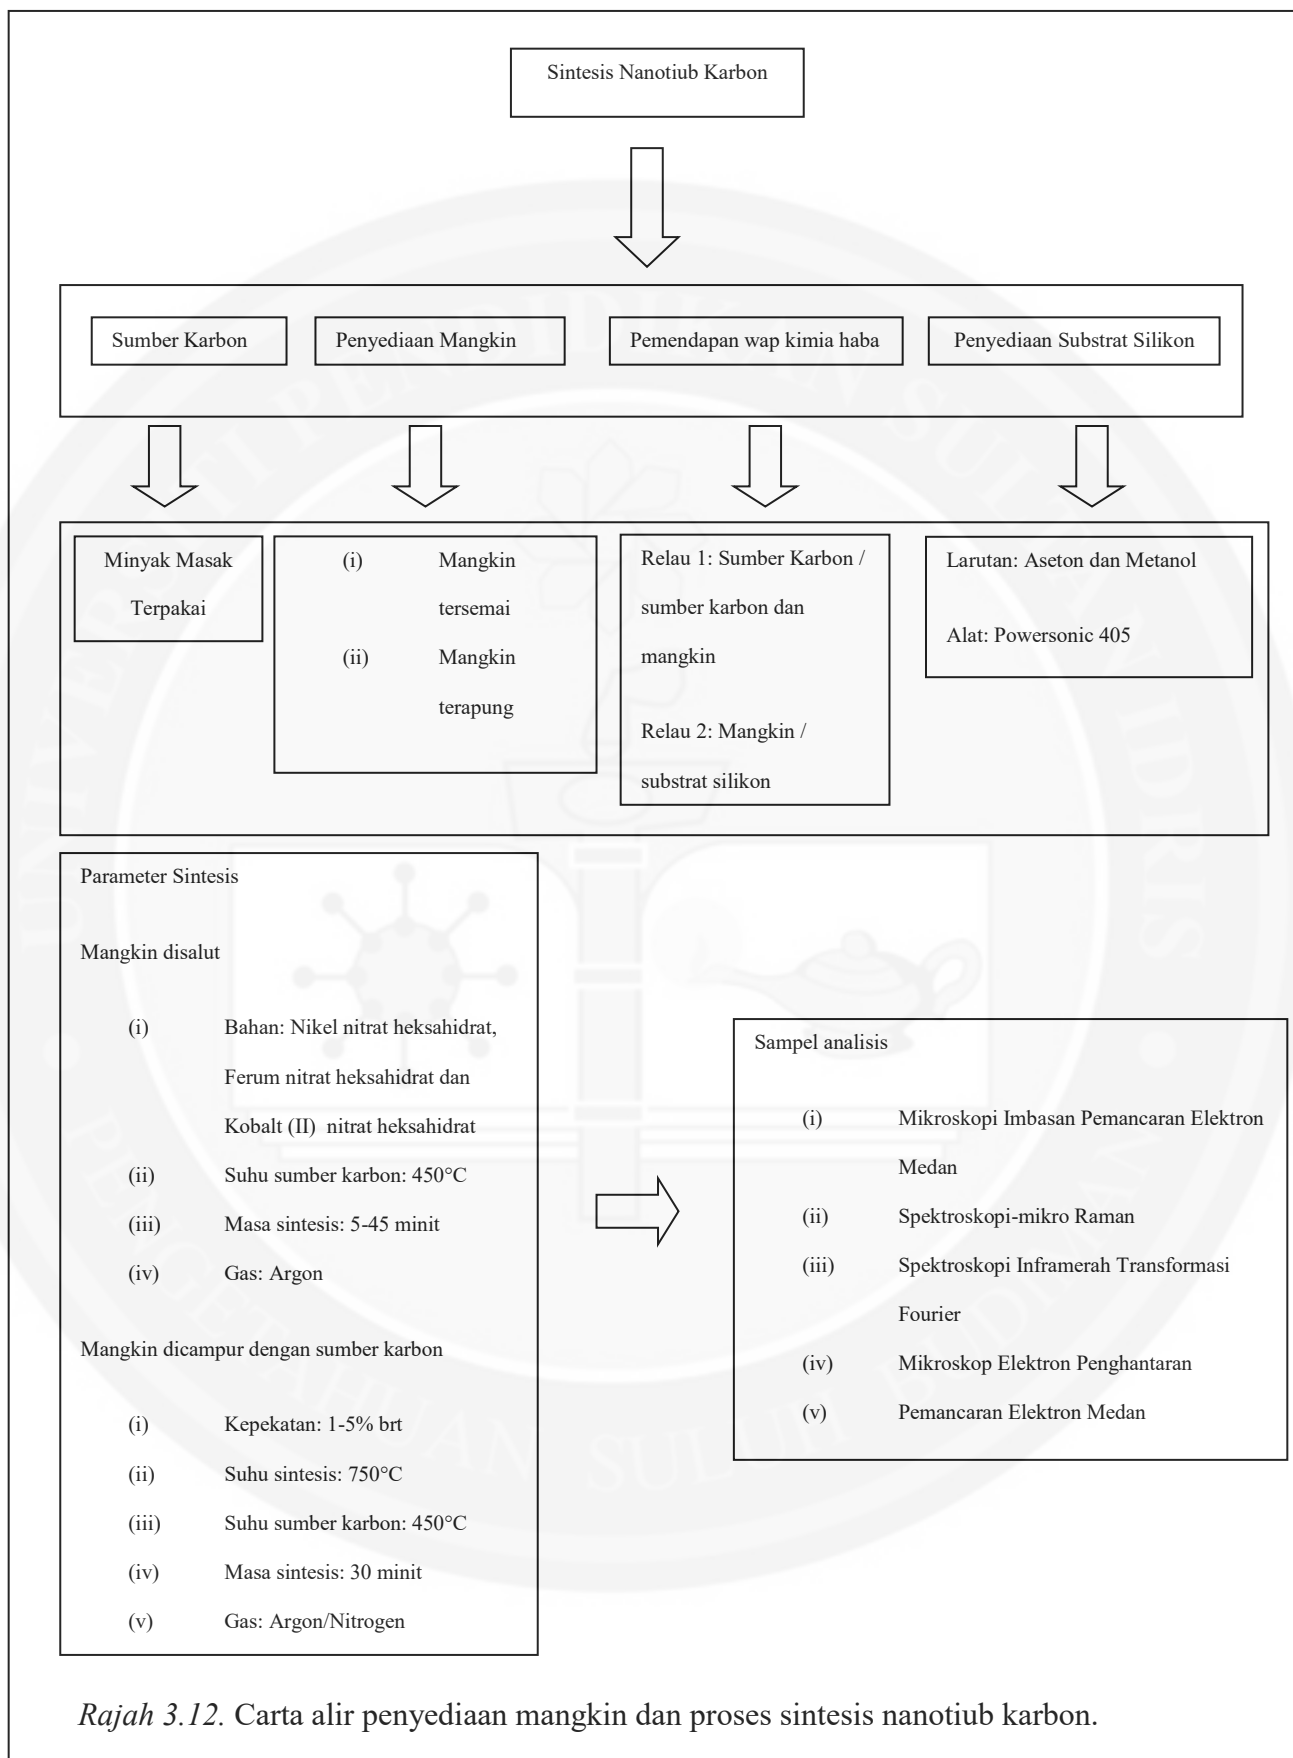 Sintesis Nanotiub Karbon
Sumber Karbon
Penyediaan Mangkin
Pemendapan wap kimia haba
Penyediaan Substrat Silikon
Minyak Masak
Terpakai
(i) Mangkin
tersemai
(ii) Mangkin
terapung
Relau 1: Sumber Karbon /
sumber karbon dan
mangkin
Relau 2: Mangkin /
substrat silikon
Larutan: Aseton dan Metanol
Alat: Powersonic 405
Parameter Sintesis
Mangkin disalut
(i) Bahan: Nikel nitrat heksahidrat,
Ferum nitrat heksahidrat dan
Kobalt (II) nitrat heksahidrat
(ii) Suhu sumber karbon: 450°C
(iii) Masa sintesis: 5-45 minit
(iv) Gas: Argon
Mangkin dicampur dengan sumber karbon
(i) Kepekatan: 1-5% brt
(ii) Suhu sintesis: 750°C
(iii) Suhu sumber karbon: 450°C
(iv) Masa sintesis: 30 minit
(v) Gas: Argon/Nitrogen
Sampel analisis
(i) Mikroskopi Imbasan Pemancaran Elektron
Medan
(ii) Spektroskopi-mikro Raman
(iii) Spektroskopi Inframerah Transformasi
Fourier
(iv) Mikroskop Elektron Penghantaran
(v) Pemancaran Elektron Medan
Rajah 3.12. Carta alir penyediaan mangkin dan proses sintesis nanotiub karbon.
UNIVERSITI PENDIDIKAN SULTAN IDRIS
PENGETAHUAN SULUH BUDIMAN